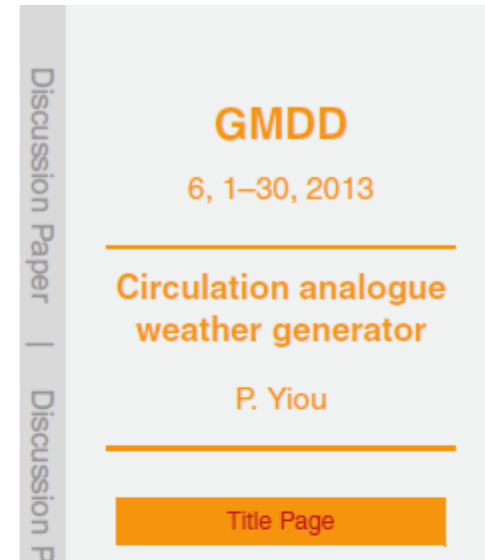 GMDD
6, 1–30, 2013
Circulation analogue
weather generator
P. Yiou
Title Page
Discussion Paper | Discussion P